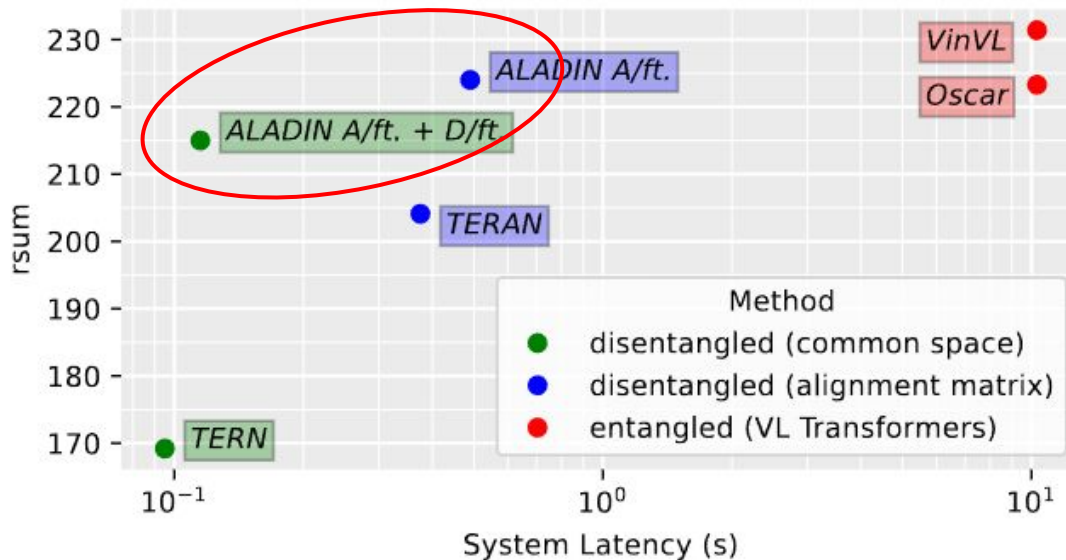 230
220
210
200
190
180
170
rsum
VinVL
ALADIN A/ft.
Oscar
ALADIN A/ft. + D/ft.
TERAN
TERN
Method
disentangled (common space)
disentangled (alignment matrix)
entangled (VL Transformers)
10⁻¹
10⁰
10¹
System Latency (s)